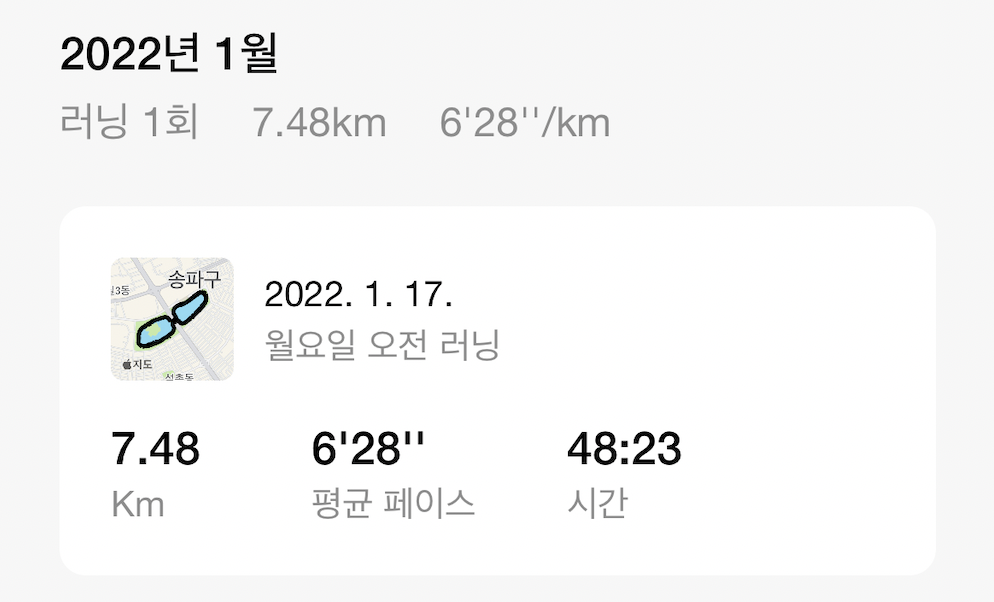 2022년 1월
러닝 1회 7.48km 6'28''/km
송파구
실3동
지도
석촌동
2022. 1. 17.
월요일 오전 러닝
7.48 6'28'' 48:23
Km 평균 페이스 시간